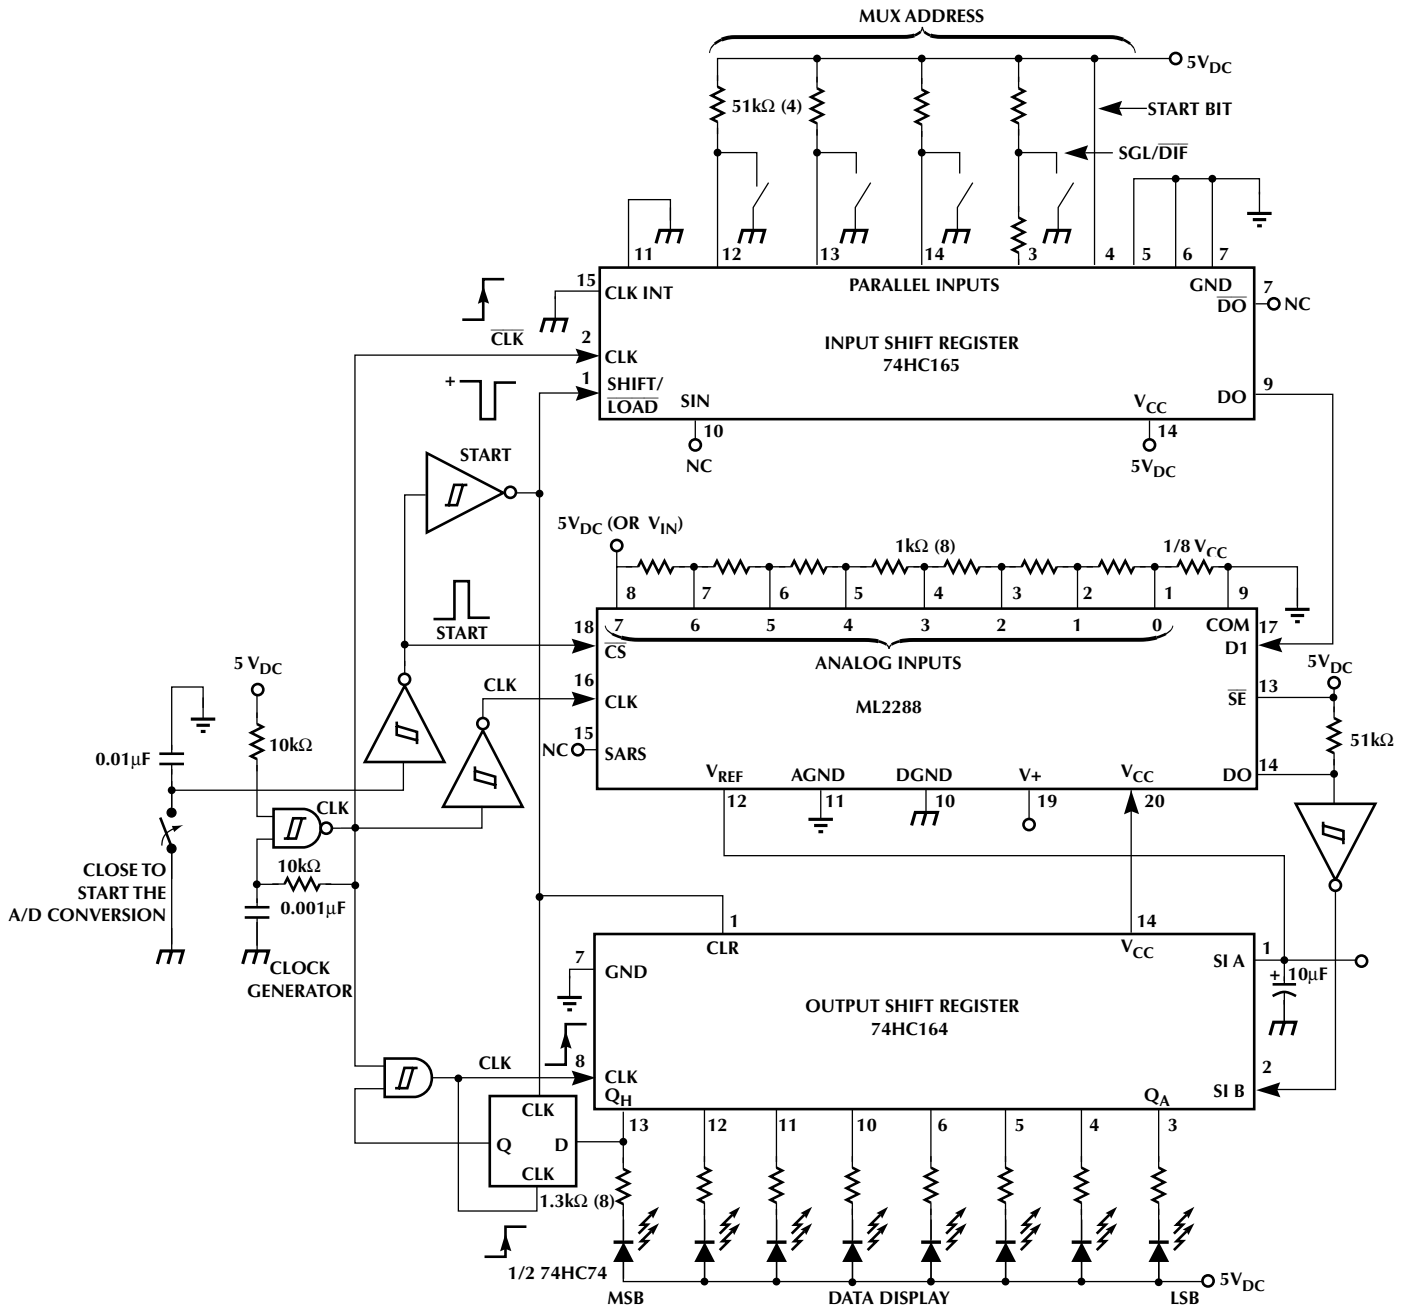 MUX ADDRESS
5VDC
51kΩ (4)
START BIT
SGL/DIF
11
12
13
14
3
4
5
6
7
15
CLK INT
PARALLEL INPUTS
GND
7
DO
NC
CLK
2
CLK
INPUT SHIFT REGISTER
74HC165
+
1
SHIFT/
LOAD
SIN
VCC
DO
9
10
NC
14
5VDC
START
5VDC (OR VIN)
1kΩ (8)
1/8 VCC
8
7
6
5
4
3
2
1
9
START
18
CS
7
6
5
4
3
2
1
0
COM
17
D1
ANALOG INPUTS
5 VDC
CLK
16
CLK
ML2288
SE
13
5VDC
0.01µF
10kΩ
NC
15
SARS
51kΩ
VREF
AGND
DGND
V+
VCC
DO
14
12
11
10
19
20
CLK
CLOSE TO
START THE
A/D CONVERSION
10kΩ
0.001µF
CLOCK
GENERATOR
1
14
7
GND
CLR
VCC
SI A
1
+ 10µF
OUTPUT SHIFT REGISTER
74HC164
CLK
8
CLK
QH
QA
SI B
2
CLK
Q
D
CLK
13
12
11
10
6
5
4
3
1.3kΩ (8)
1/2 74HC74
5VDC
MSB
DATA DISPLAY
LSB